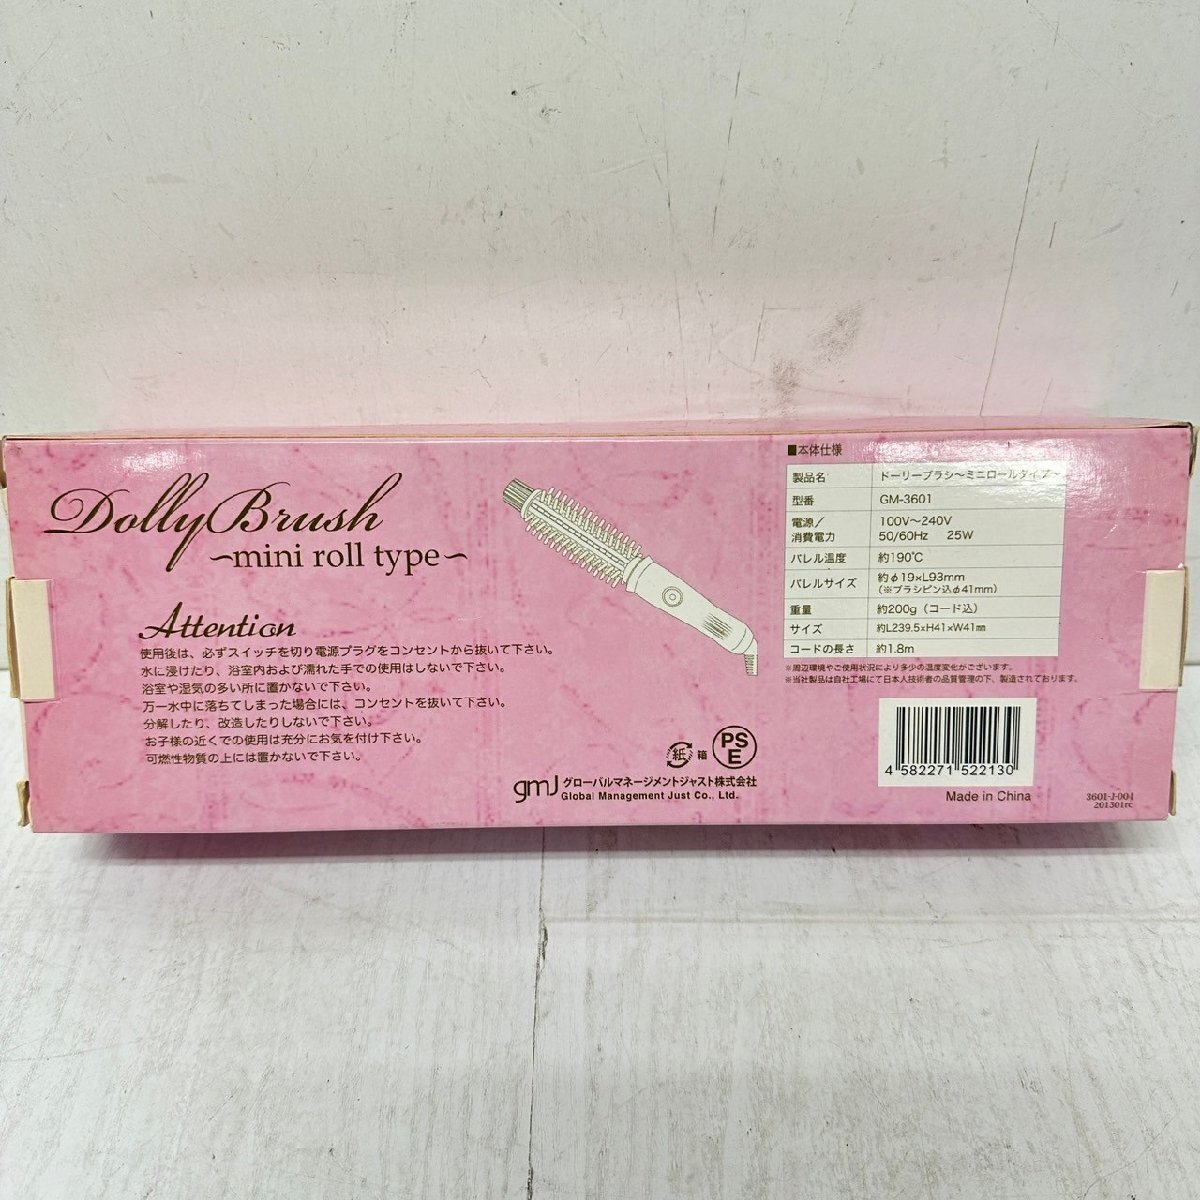 Dolly Brush
～mini roll type～
Attention
使用後は、必ずスイッチを切り電源プラグをコンセントから抜いて下さい。
水に浸けたり、浴室内および濡れた手での使用はしないで下さい。
浴室や湿気の多い所に置かないで下さい。
万一水中に落ちてしまった場合には、コンセントを抜いて下さい。
分解したり、改造したりしないで下さい。
お子様の近くでの使用は充分にお気を付け下さい。
可燃性物質の上には置かないで下さい。
紙 箱
PS
E
gmJ グローバルマネージメントジャスト株式会社
Global Management Just Co., Ltd.
■本体仕様
製品名 ドーリーブラシ～ミニロールタイプ～
型番 GM-3601
電源／ 100V～240V
消費電力 50/60Hz 25W
バレル温度 約190℃
バレルサイズ 約φ19×L93mm
(※ブラシピン込φ41mm)
重量 約200g（コード込）
サイズ 約L239.5×H41×W41㎜
コードの長さ 約1.8m
※周辺環境やご使用状況により多少の温度変化がございます。
※当社製品は自社工場にて日本人技術者の品質管理の下、製造されております。
4 582271 522130
Made in China
3601-J-004
201301rc